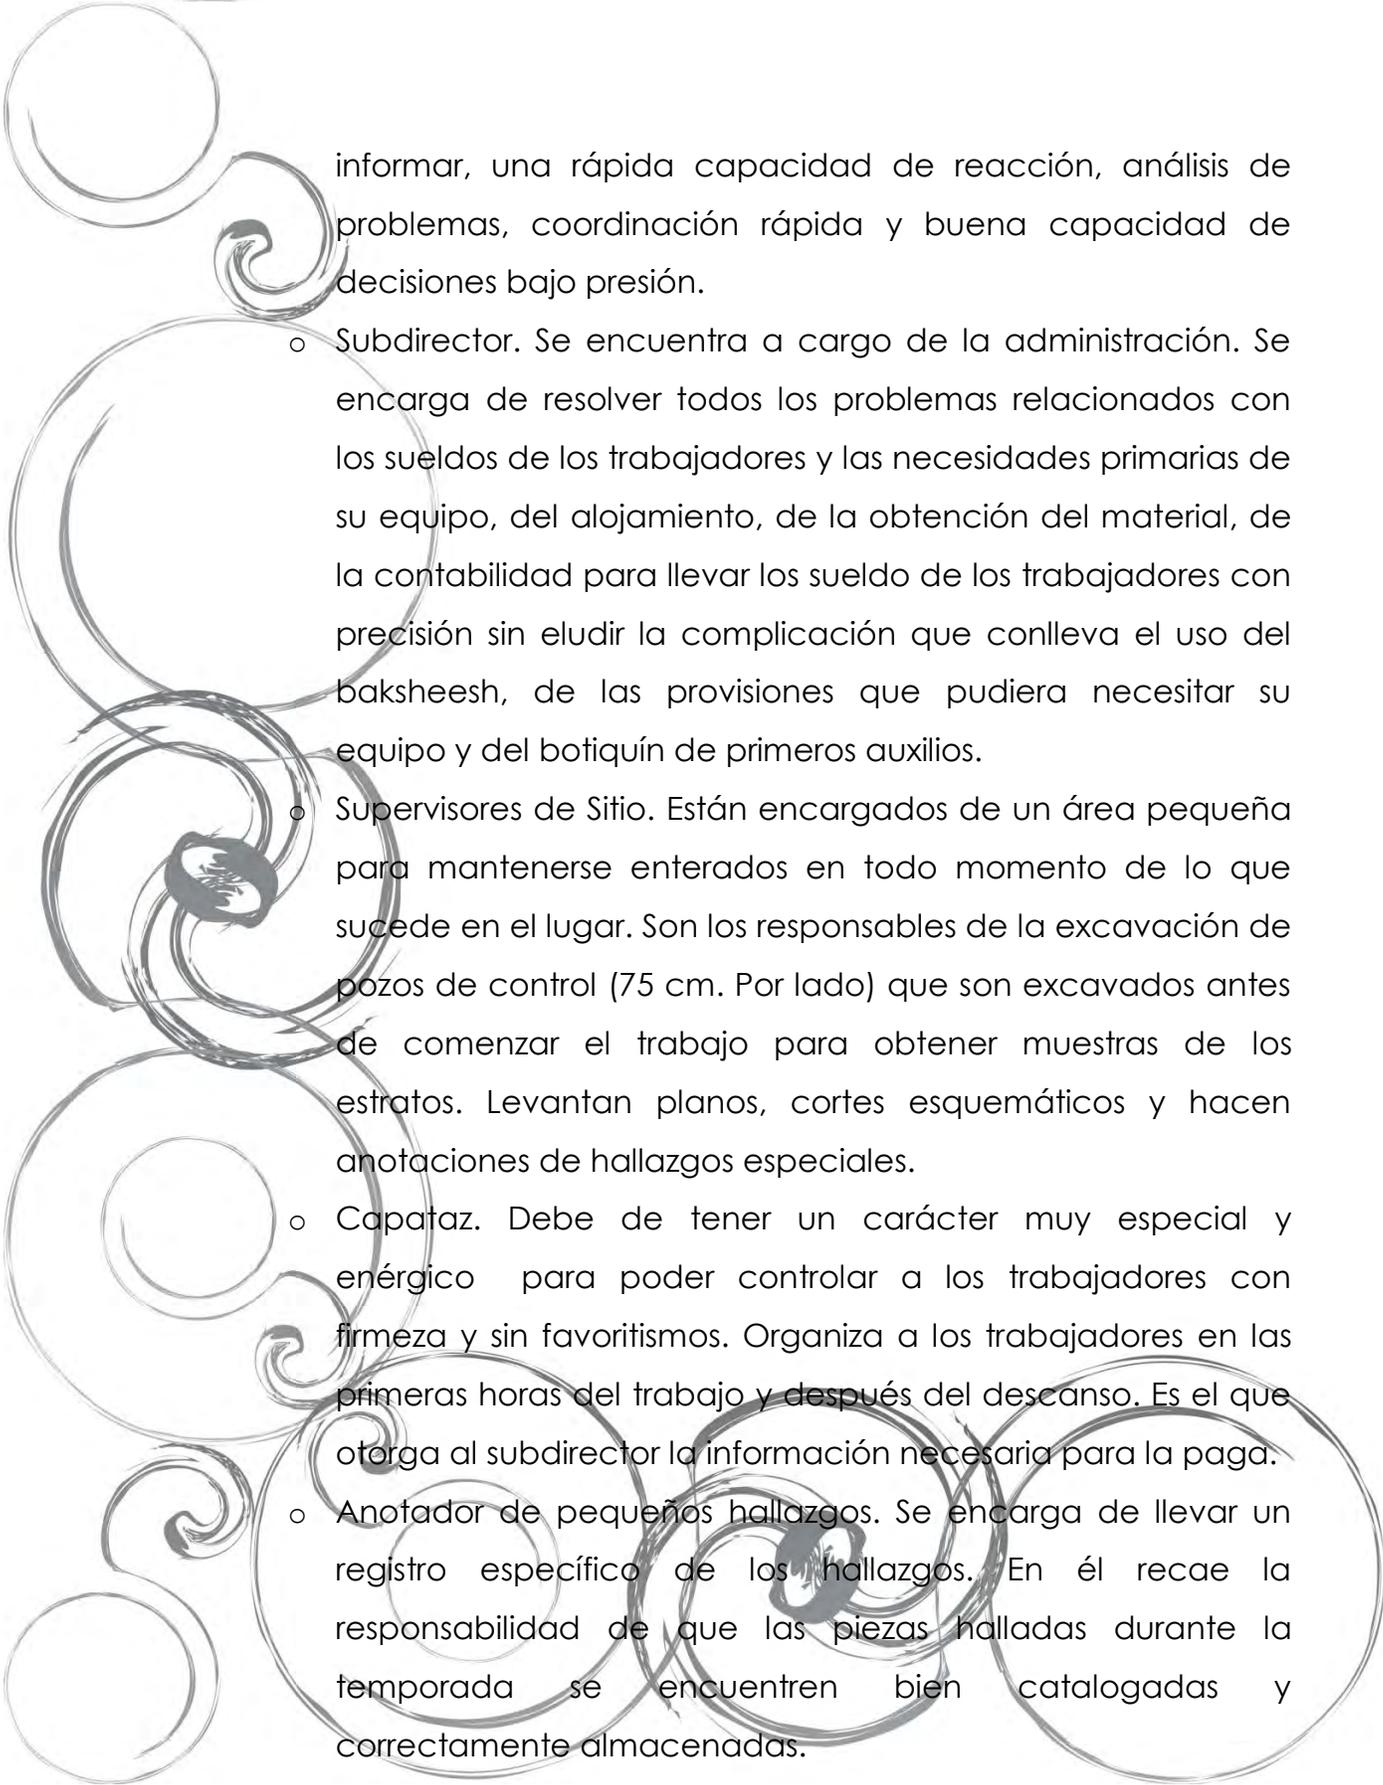 informar, una rápida capacidad de reacción, análisis de
problemas, coordinación rápida y buena capacidad de
decisiones bajo presión.
o Subdirector. Se encuentra a cargo de la administración. Se
encarga de resolver todos los problemas relacionados con
los sueldos de los trabajadores y las necesidades primarias de
su equipo, del alojamiento, de la obtención del material, de
la contabilidad para llevar los sueldo de los trabajadores con
precisión sin eludir la complicación que conlleva el uso del
baksheesh, de las provisiones que pudiera necesitar su
equipo y del botiquín de primeros auxilios.
o Supervisores de Sitio. Están encargados de un área pequeña
para mantenerse enterados en todo momento de lo que
sucede en el lugar. Son los responsables de la excavación de
pozos de control (75 cm. Por lado) que son excavados antes
de comenzar el trabajo para obtener muestras de los
estratos. Levantan planos, cortes esquemáticos y hacen
anotaciones de hallazgos especiales.
o Capataz. Debe de tener un carácter muy especial y
enérgico para poder controlar a los trabajadores con
firmeza y sin favoritismos. Organiza a los trabajadores en las
primeras horas del trabajo y después del descanso. Es el que
otorga al subdirector la información necesaria para la paga.
o Anotador de pequeños hallazgos. Se encarga de llevar un
registro específico de los hallazgos. En él recae la
responsabilidad de que las piezas halladas durante la
temporada se encuentren bien catalogadas y
correctamente almacenadas.